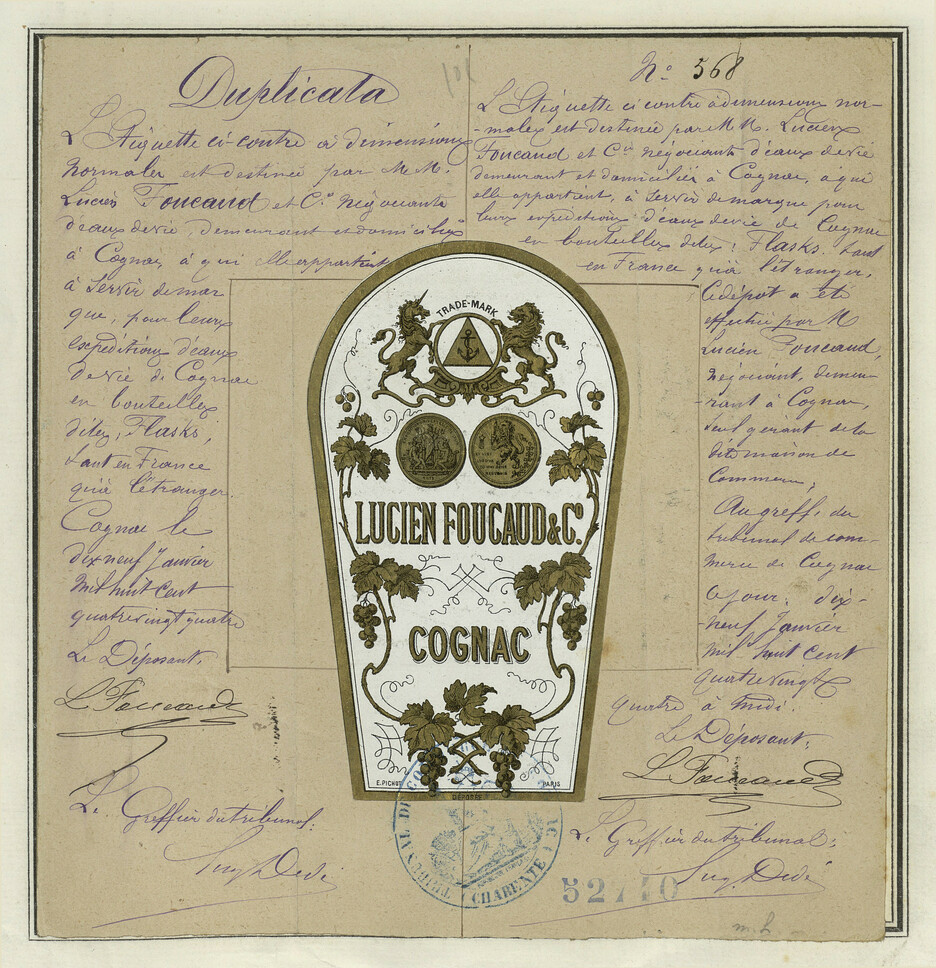 Duplicata
L'Étiquette ci-contre à dimensions
normales est destinée par M.M.
Lucien Foucaud et Cie Négociants
d'eaux de vie, demeurant et domiciliés
à Cognac, à qui elle appartient
à servir de mar
que, pour leurs
expéditions d'eaux
de vie de Cognac
en bouteilles
dites, Flasks,
tant en France
qu'à l'étranger.
Cognac le
dix neuf Janvier
mil huit cent
quatre vingt quatre
Le Déposant,
L Foucaud
Le Greffier du tribunal:
No 568
L'Étiquette ci contre à dimensions nor-
-males est destinée par M.M. Lucien
Foucaud et Cie négociants d'eaux de vie
demeurant et domiciliés à Cognac, à qui
elle appartient, à servir de marque pour
leurs expéditions d'eaux de vie de Cognac
en bouteilles dites: Flasks, tant
en France qu'à l'étranger.
Le dépôt a été
effectué par M
Lucien Foucaud,
négociant, demeu-
-rant à Cognac,
seul gérant de la
dite maison de
Commerce,
Au greffe du
tribunal de com-
merce de Cognac
ce jour, dix-
-neuf Janvier
mil huit cent
quatre vingt
quatre à midi.
Le Déposant,
L Foucaud
Le Greffier du tribunal:
TRADE-MARK
LUCIEN FOUCAUD & Co.
COGNAC
E. PICHOT
PARIS
DÉPOSÉE
TRIBUNAL DE CO
CHARENTE